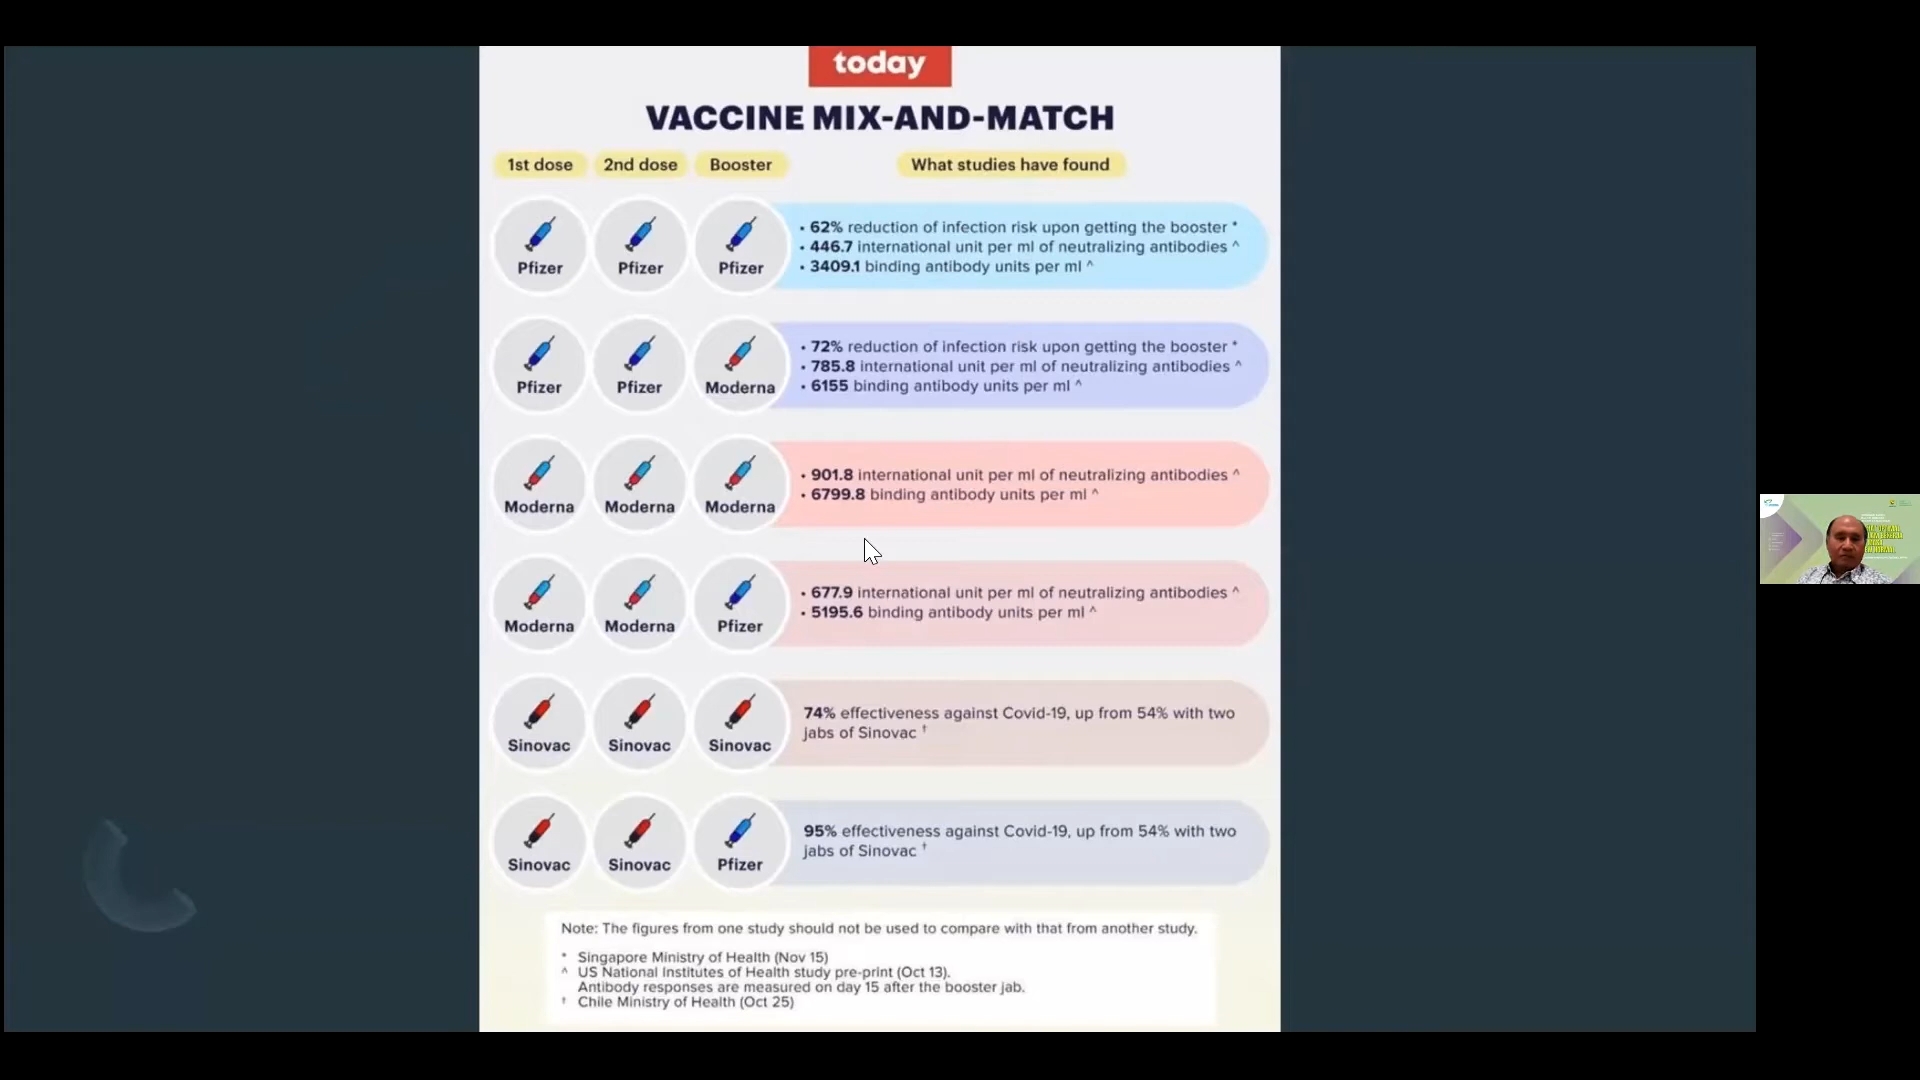 today
VACCINE MIX-AND-MATCH
1st dose 2nd dose Booster What studies have found
Pfizer Pfizer Pfizer
• 62% reduction of infection risk upon getting the booster *
• 446.7 international unit per ml of neutralizing antibodies ^
• 3409.1 binding antibody units per ml ^
Pfizer Pfizer Moderna
• 72% reduction of infection risk upon getting the booster *
• 785.8 international unit per ml of neutralizing antibodies ^
• 6155 binding antibody units per ml ^
Moderna Moderna Moderna
• 901.8 international unit per ml of neutralizing antibodies ^
• 6799.8 binding antibody units per ml ^
Moderna Moderna Pfizer
• 677.9 international unit per ml of neutralizing antibodies ^
• 5195.6 binding antibody units per ml ^
Sinovac Sinovac Sinovac
74% effectiveness against Covid-19, up from 54% with two
jabs of Sinovac †
Sinovac Sinovac Pfizer
95% effectiveness against Covid-19, up from 54% with two
jabs of Sinovac †
Note: The figures from one study should not be used to compare with that from another study.
* Singapore Ministry of Health (Nov 15)
^ US National Institutes of Health study pre-print (Oct 13).
Antibody responses are measured on day 15 after the booster jab.
† Chile Ministry of Health (Oct 25)